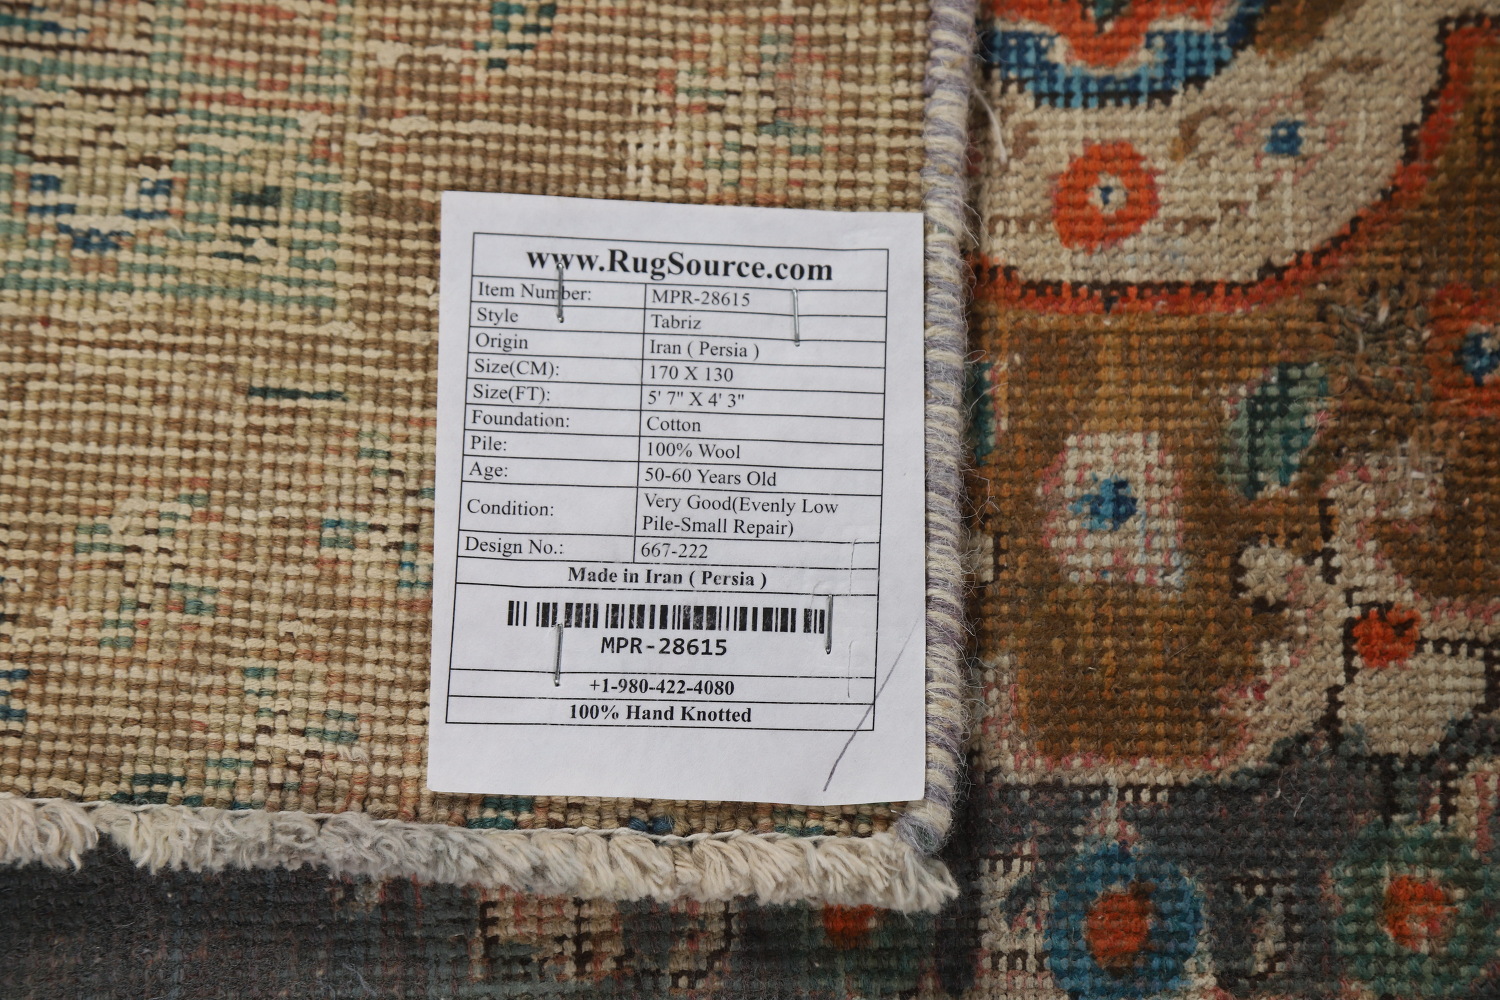 www.RugSource.com
Item Number: MPR-28615
Style Tabriz
Origin Iran ( Persia )
Size(CM): 170 X 130
Size(FT): 5' 7" X 4' 3"
Foundation: Cotton
Pile: 100% Wool
Age: 50-60 Years Old
Condition: Very Good(Evenly Low
Pile-Small Repair)
Design No.: 667-222
Made in Iran ( Persia )
MPR-28615
+1-980-422-4080
100% Hand Knotted